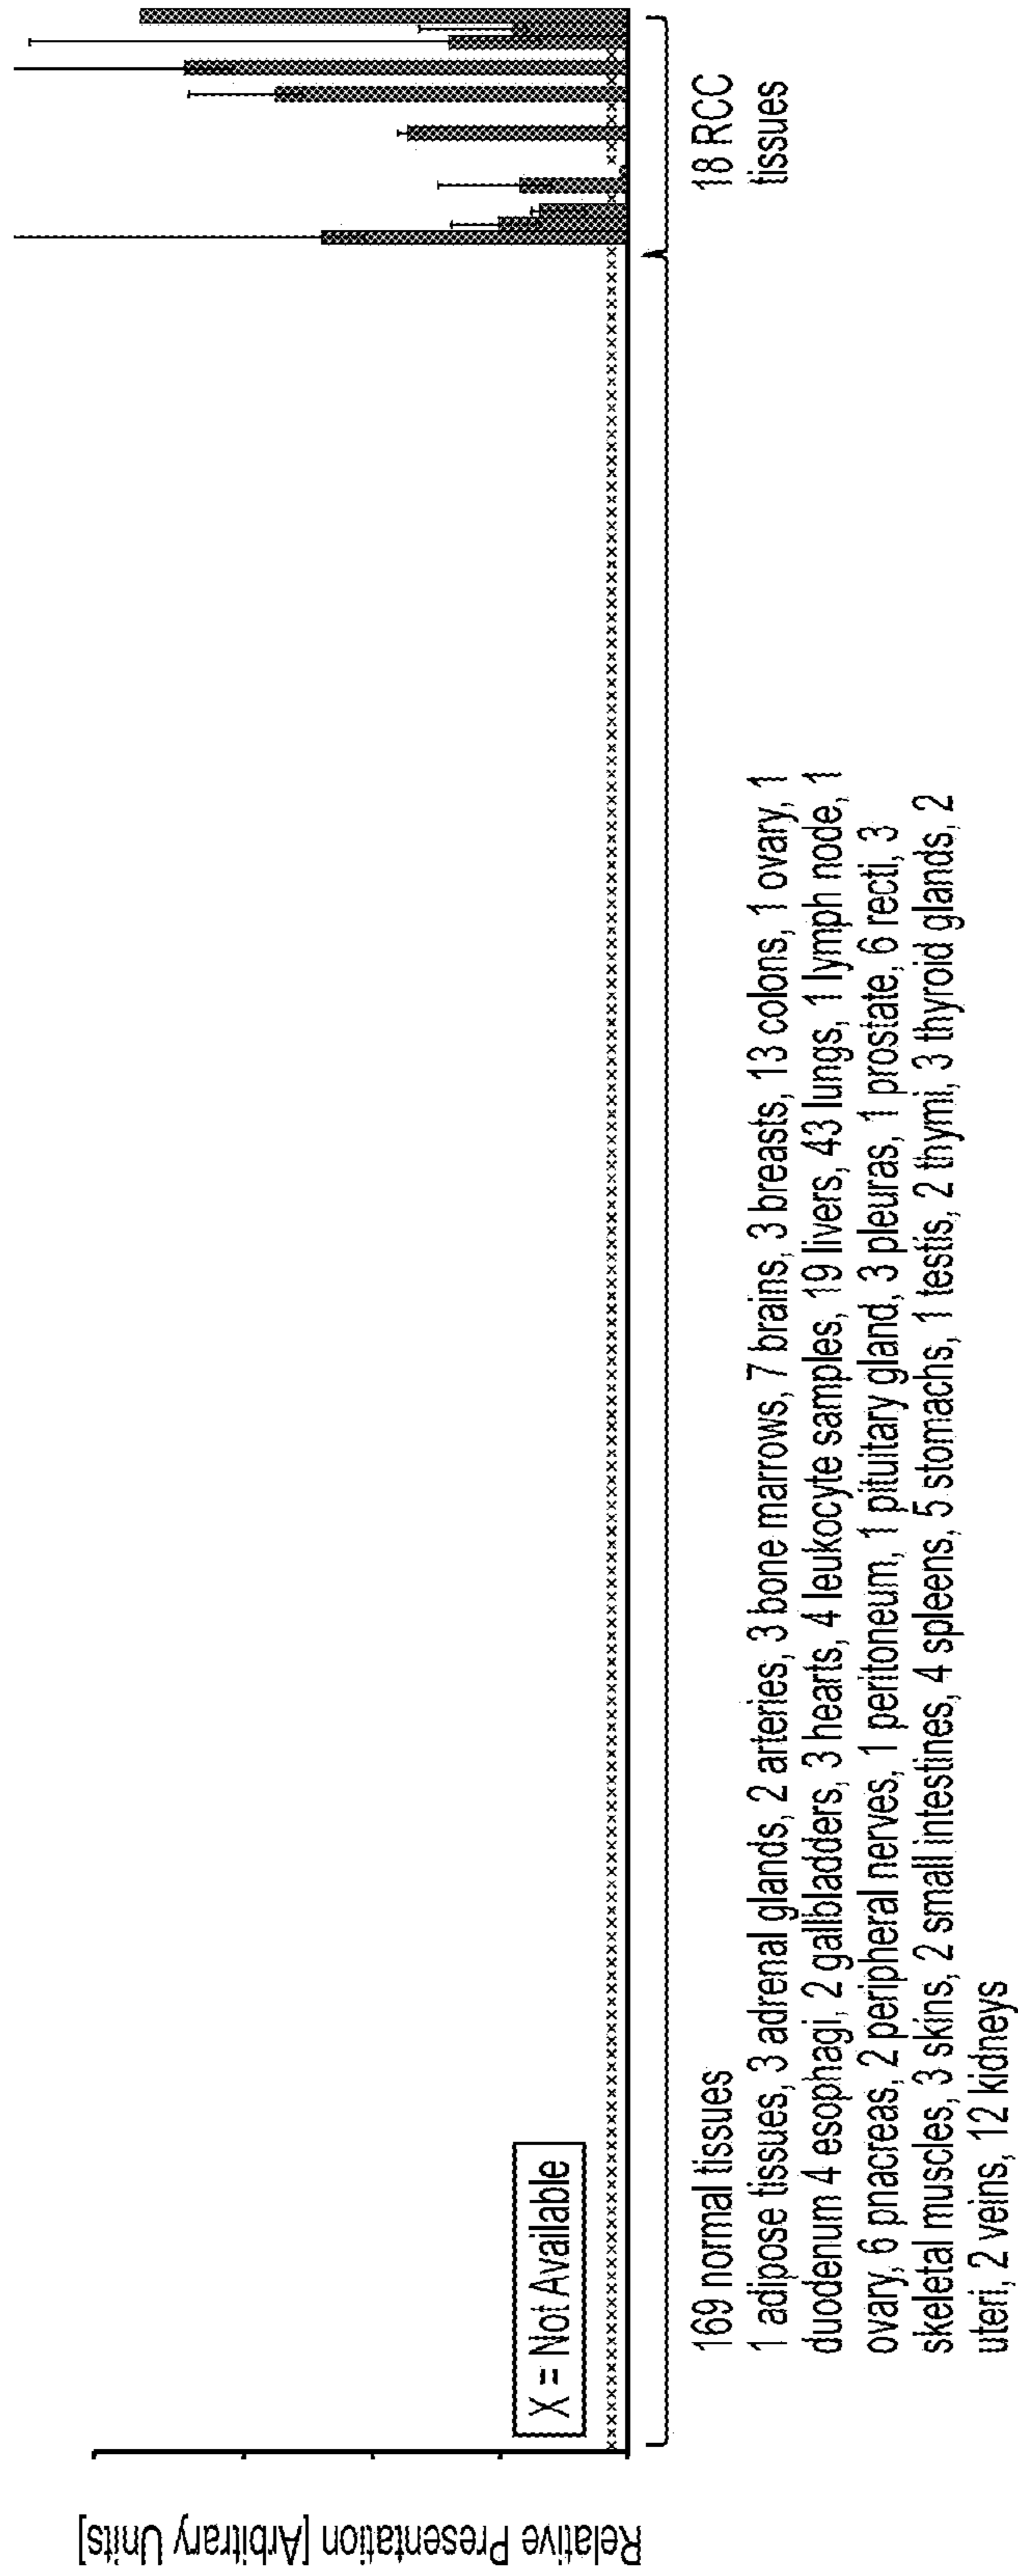 Relative Presentation [Arbitrary Units]
X = Not Available
169 normal tissues
1 adipose tissues, 3 adrenal glands, 2 arteries, 3 bone marrows, 7 brains, 3 breasts, 13 colons, 1 ovary, 1
duodenum 4 esophagi, 2 gallbladders, 3 hearts, 4 leukocyte samples, 19 livers, 43 lungs, 1 lymph node, 1
ovary, 6 pnacreas, 2 peripheral nerves, 1 peritoneum, 1 pituitary gland, 3 pleuras, 1 prostate, 6 recti, 3
skeletal muscles, 3 skins, 2 small intestines, 4 spleens, 5 stomachs, 1 testis, 2 thymi, 3 thyroid glands, 2
uteri, 2 veins, 12 kidneys
18 RCC
tissues